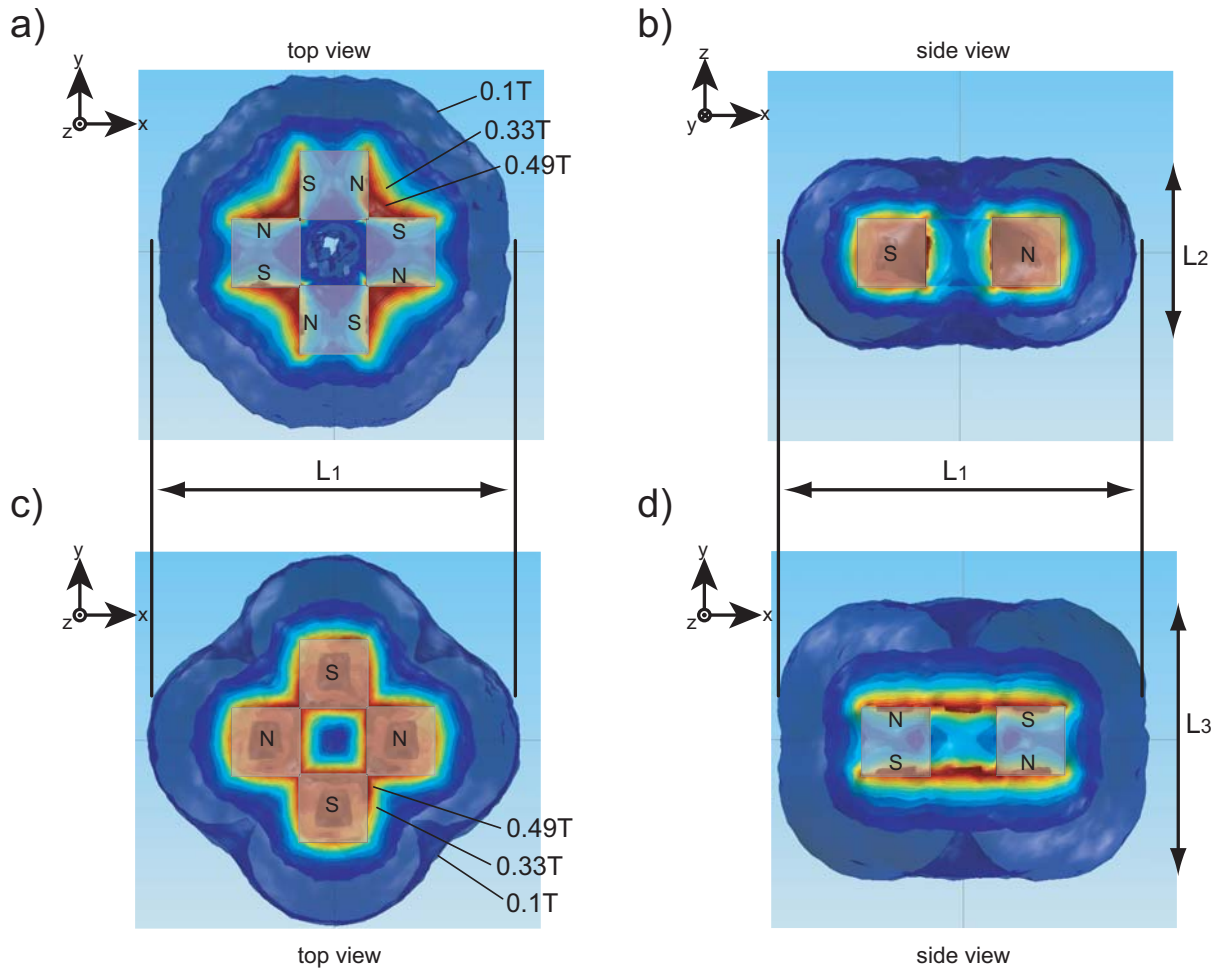 a)
top view
y
z
x
0.1T
0.33T
0.49T
S N
N S
S N
N S
b)
side view
z
y
x
S N
L2
L1
L1
c)
y
z
x
S
N N
S
0.49T
0.33T
0.1T
top view
d)
y
z
x
N S
S N
L3
side view